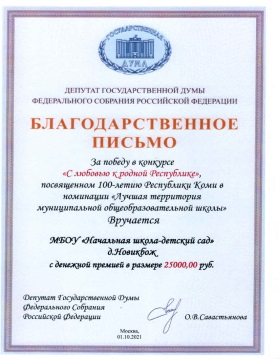 ГОСУДАРСТВЕННАЯ
ДУМА
ДЕПУТАТ ГОСУДАРСТВЕННОЙ ДУМЫ
ФЕДЕРАЛЬНОГО СОБРАНИЯ РОССИЙСКОЙ ФЕДЕРАЦИИ
БЛАГОДАРСТВЕННОЕ
ПИСЬМО
За победу в конкурсе
«С любовью к родной Республике»,
посвященном 100-летию Республики Коми в
номинации «Лучшая территория
муниципальной общеобразовательной школы»
Вручается
МБОУ «Начальная школа-детский сад»
д.Новикбож
с денежной премией в размере 25000,00 руб.
Депутат Государственной Думы
Федерального Собрания
Российской Федерации
О.В.Савастьянова
Москва,
01.10.2021